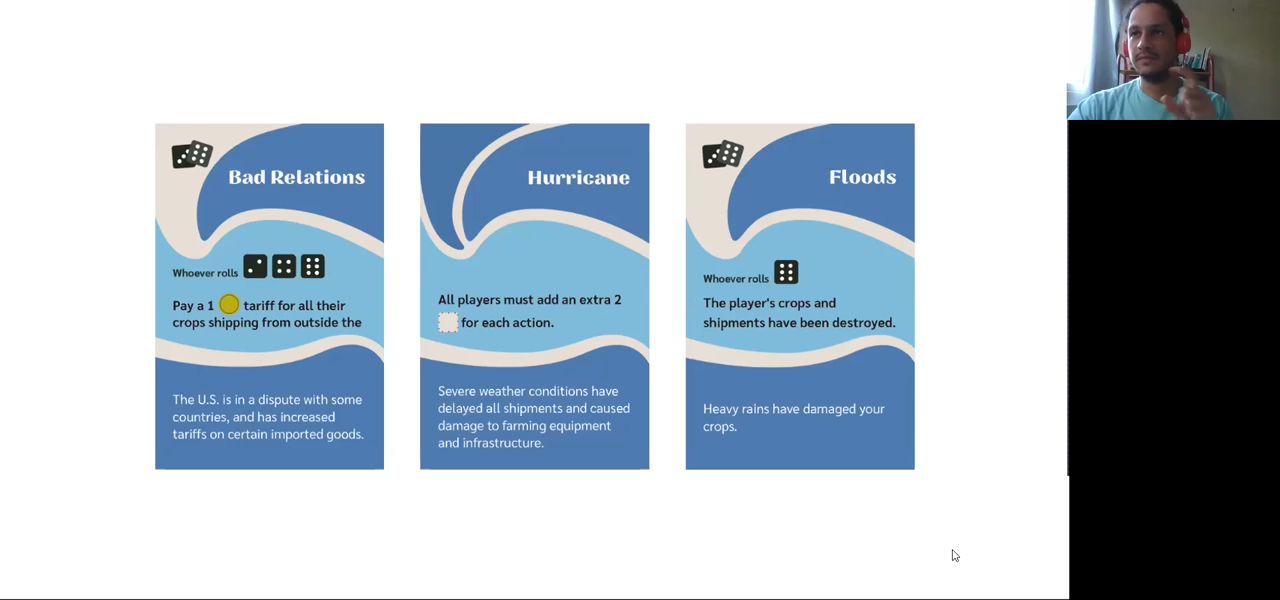 Bad Relations
Whoever rolls
Pay a 1 tariff for all their
crops shipping from outside the
The U.S. is in a dispute with some
countries, and has increased
tariffs on certain imported goods.
Hurricane
All players must add an extra 2
for each action.
Severe weather conditions have
delayed all shipments and caused
damage to farming equipment
and infrastructure.
Floods
Whoever rolls
The player's crops and
shipments have been destroyed.
Heavy rains have damaged your
crops.